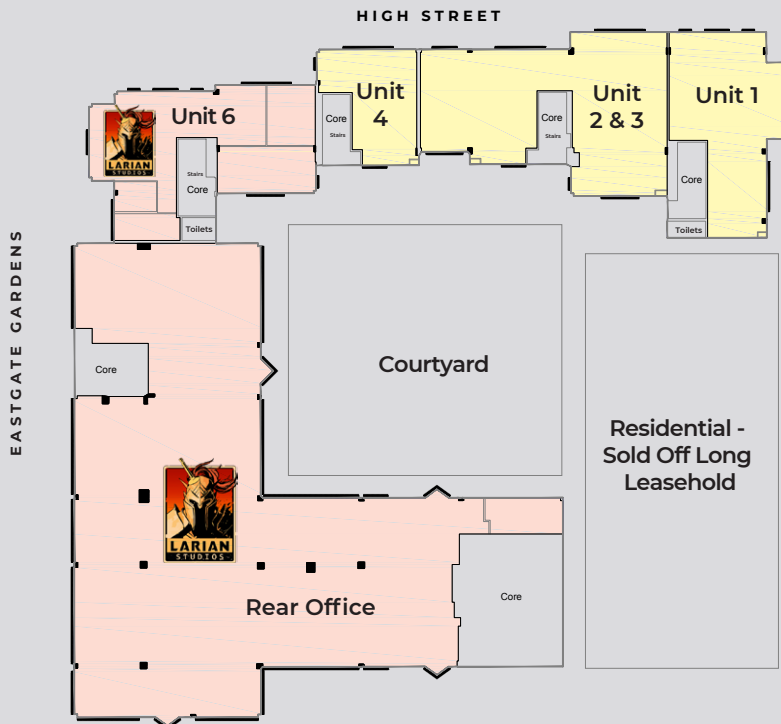 HIGH STREET
Unit 6
LARIAN
STUDIOS
Stairs
Core
Toilets
Unit
4
Core
Stairs
Unit
2 & 3
Core
Stairs
Unit 1
Core
Toilets
EASTGATE GARDENS
Core
Courtyard
Residential -
Sold Off Long
Leasehold
LARIAN
STUDIOS
Rear Office
Core